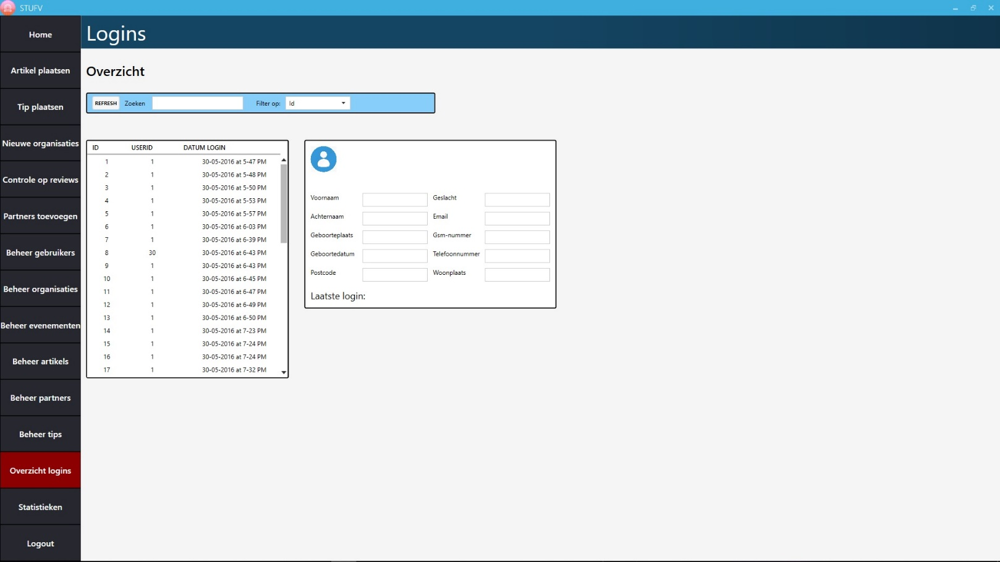 STUFV
Logins
Home
Artikel plaatsen
Tip plaatsen
Nieuwe organisaties
Controle op reviews
Partners toevoegen
Beheer gebruikers
Beheer organisaties
Beheer evenementen
Beheer artikels
Beheer partners
Beheer tips
Overzicht logins
Statistieken
Logout
Overzicht
REFRESH Zoeken Filter op: Id
ID USERID DATUM LOGIN
1 1 30-05-2016 at 5-47 PM
2 1 30-05-2016 at 5-48 PM
3 1 30-05-2016 at 5-50 PM
4 1 30-05-2016 at 5-53 PM
5 1 30-05-2016 at 5-57 PM
6 1 30-05-2016 at 6-03 PM
7 1 30-05-2016 at 6-39 PM
8 30 30-05-2016 at 6-43 PM
9 1 30-05-2016 at 6-43 PM
10 1 30-05-2016 at 6-45 PM
11 1 30-05-2016 at 6-47 PM
12 1 30-05-2016 at 6-49 PM
13 1 30-05-2016 at 6-50 PM
14 1 30-05-2016 at 7-23 PM
15 1 30-05-2016 at 7-24 PM
16 1 30-05-2016 at 7-24 PM
17 1 30-05-2016 at 7-32 PM
Voornaam Geslacht
Achternaam Email
Geboorteplaats Gsm-nummer
Geboortedatum Telefoonnummer
Postcode Woonplaats
Laatste login: